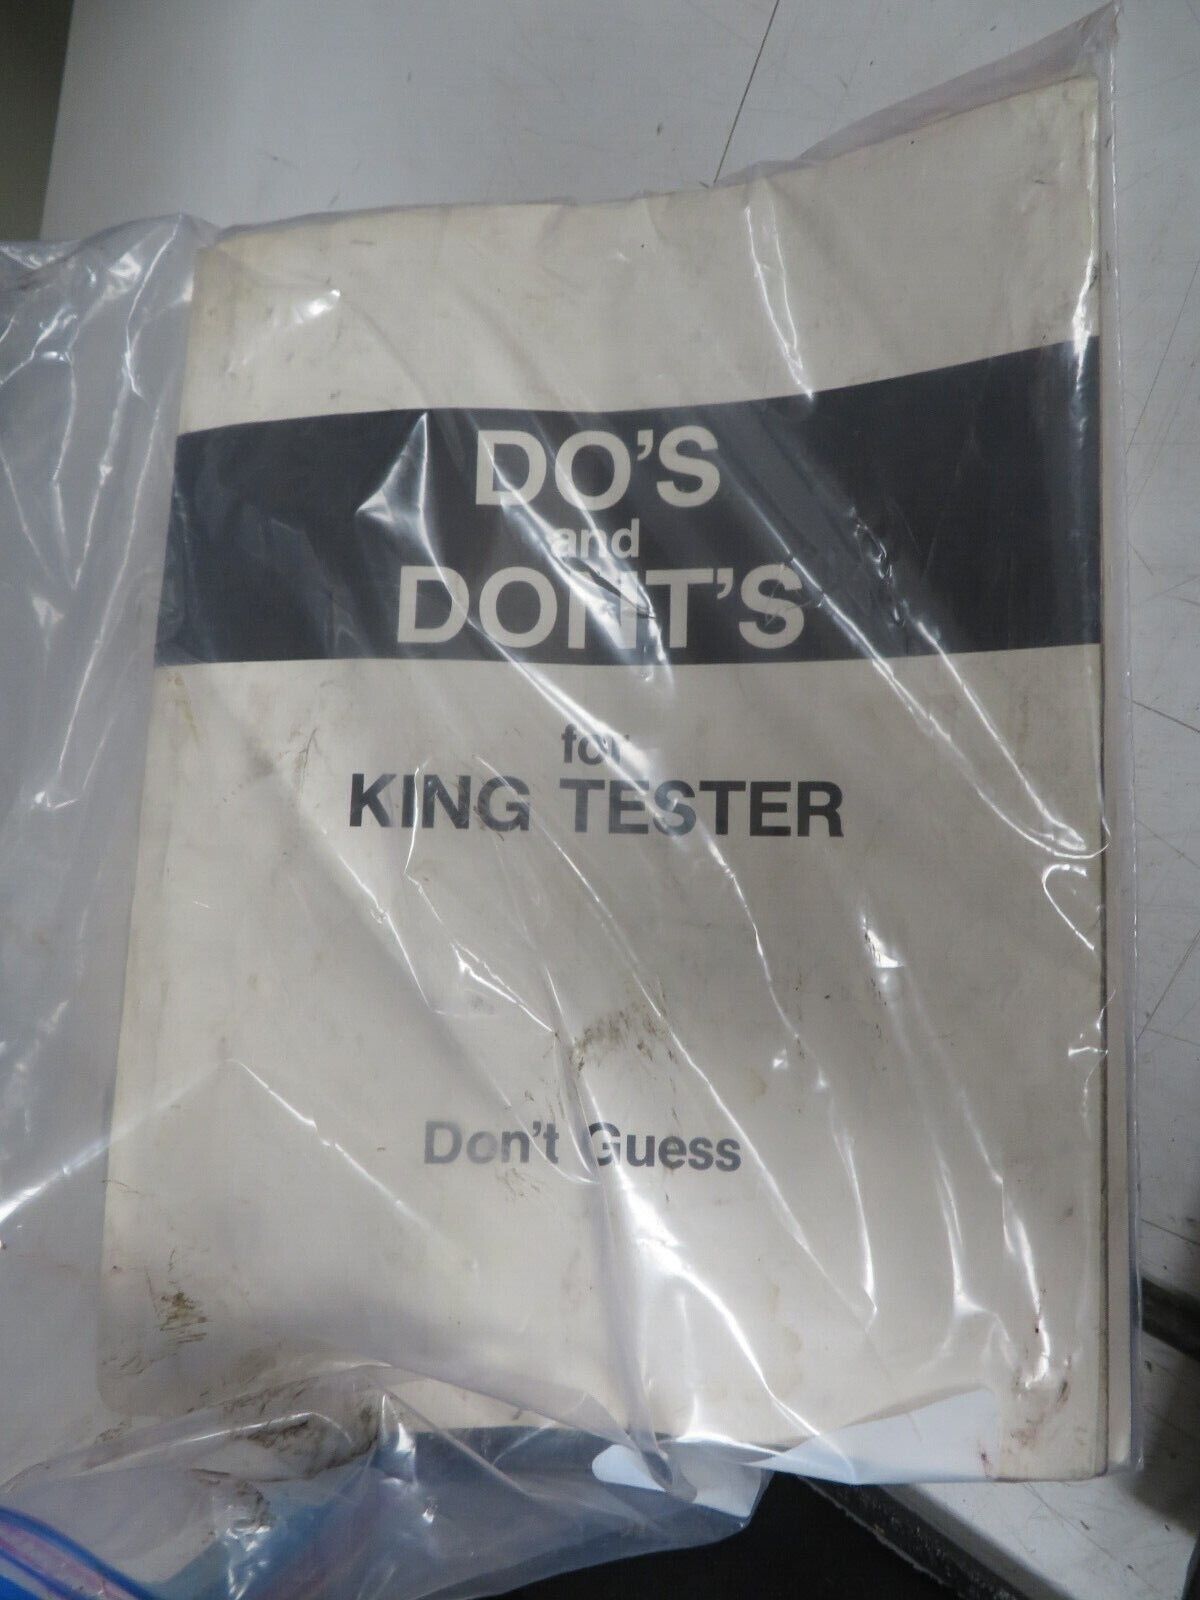 DO'S
and
DONT'S
for
KING TESTER
Don't Guess